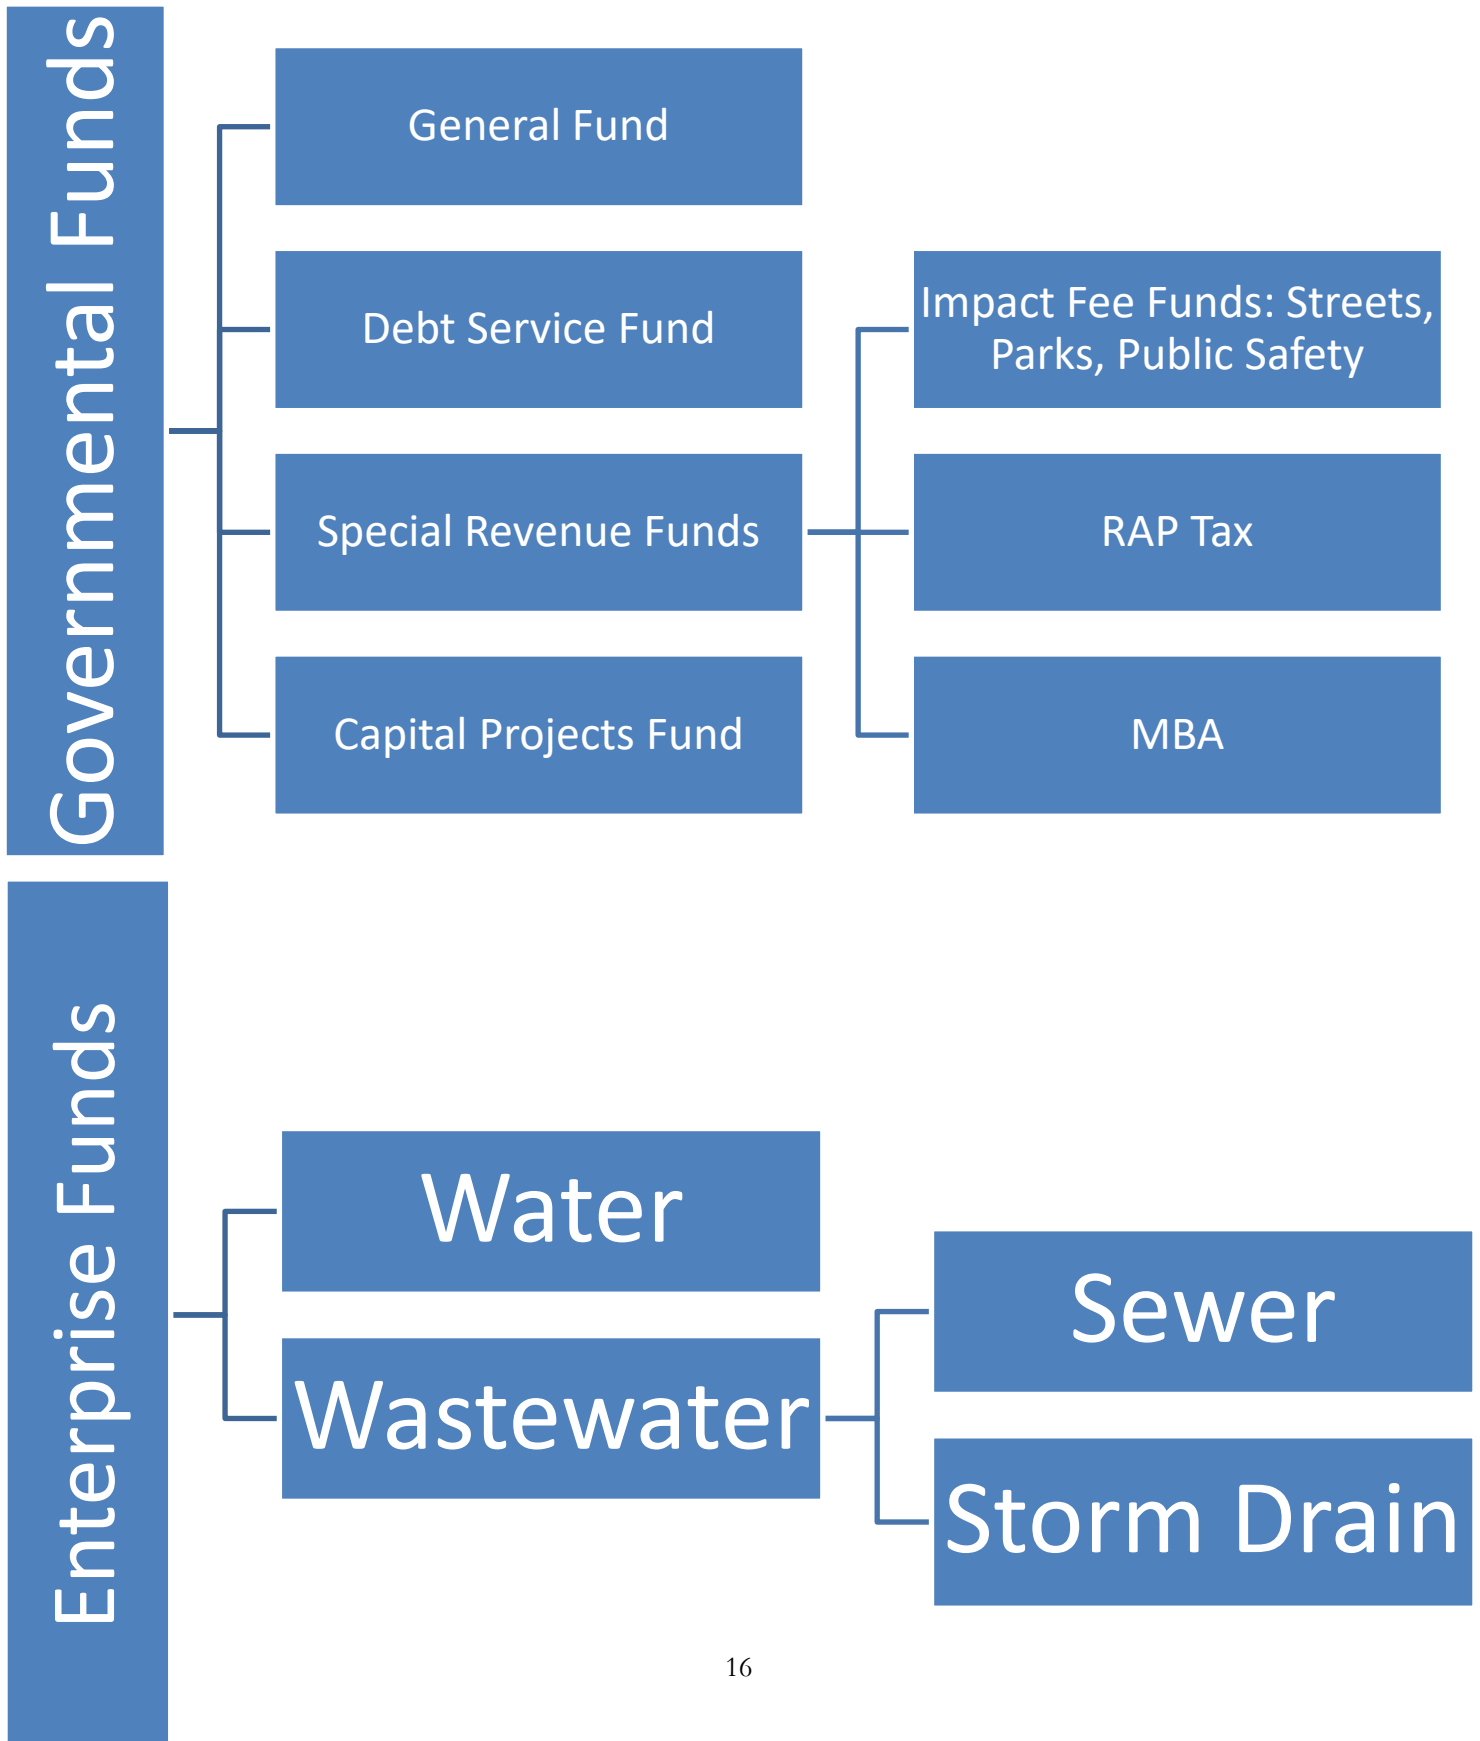 Governmental Funds
General Fund
Debt Service Fund
Special Revenue Funds
Capital Projects Fund
Impact Fee Funds: Streets,
Parks, Public Safety
RAP Tax
MBA
Enterprise Funds
Water
Wastewater
Sewer
Storm Drain
16